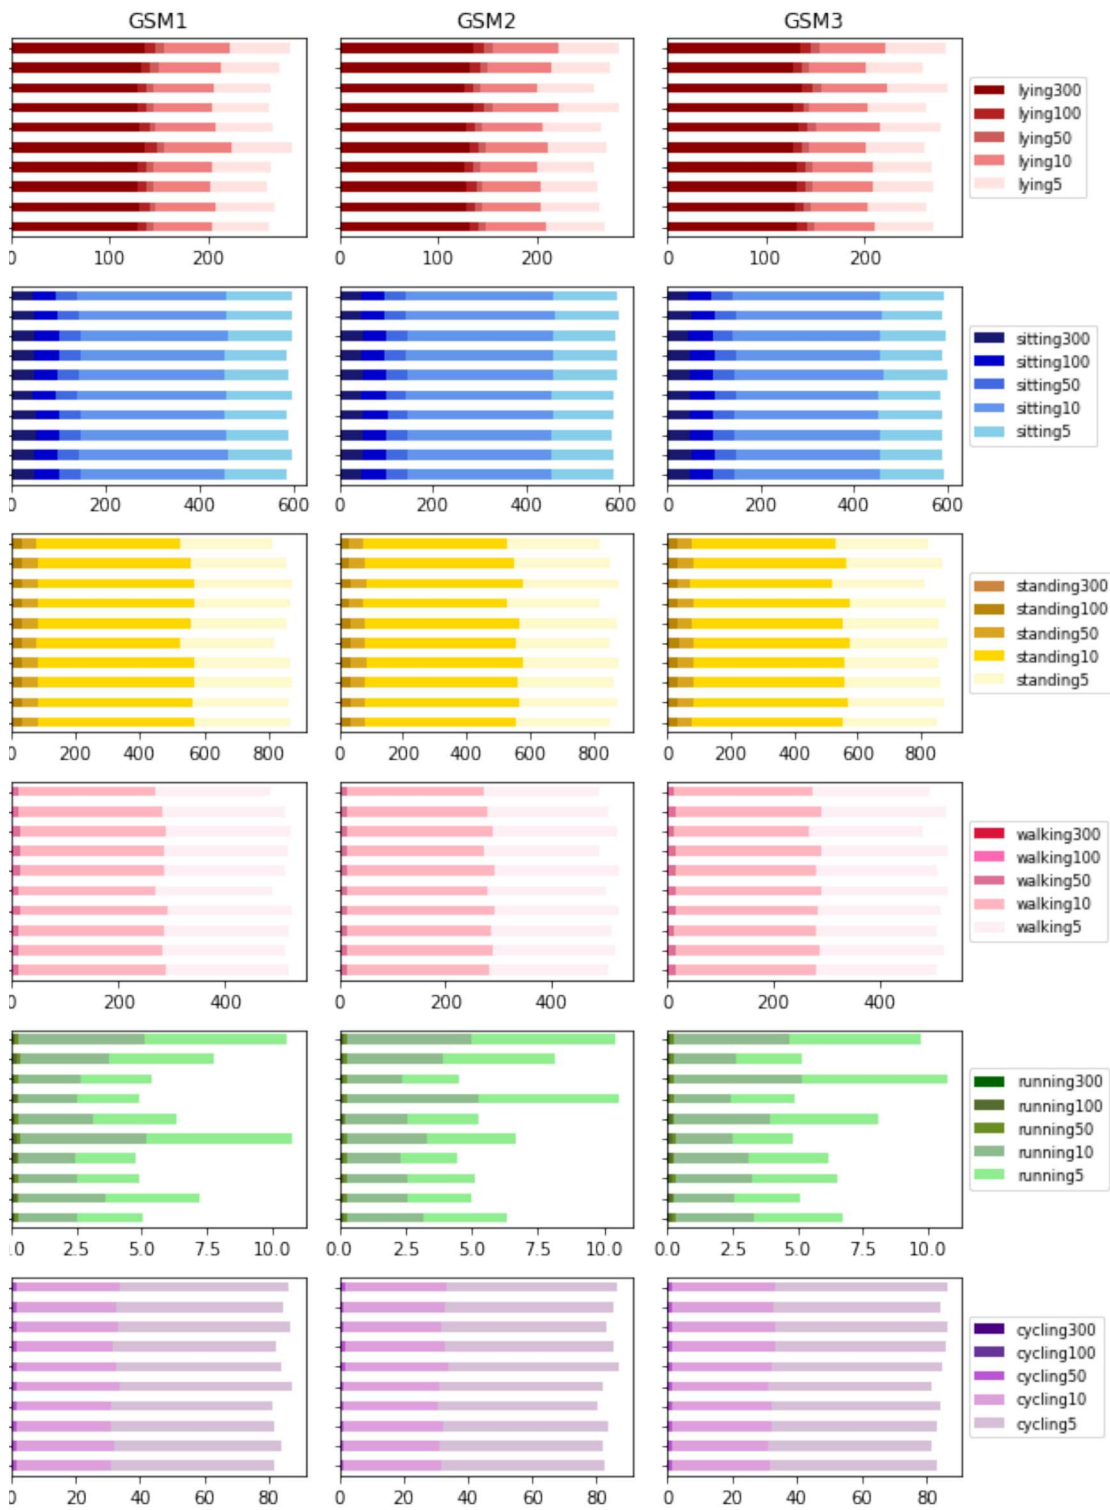 GSM1 GSM2 GSM3
lying300
lying100
lying50
lying10
lying5
0 100 200 0 100 200 0 100 200
sitting300
sitting100
sitting50
sitting10
sitting5
0 200 400 600 0 200 400 600 0 200 400 600
standing300
standing100
standing50
standing10
standing5
0 200 400 600 800 0 200 400 600 800 0 200 400 600 800
walking300
walking100
walking50
walking10
walking5
0 200 400 0 200 400 0 200 400
running300
running100
running50
running10
running5
.0 2.5 5.0 7.5 10.0 0.0 2.5 5.0 7.5 10.0 0.0 2.5 5.0 7.5 10.0
cycling300
cycling100
cycling50
cycling10
cycling5
0 20 40 60 80 0 20 40 60 80 0 20 40 60 80